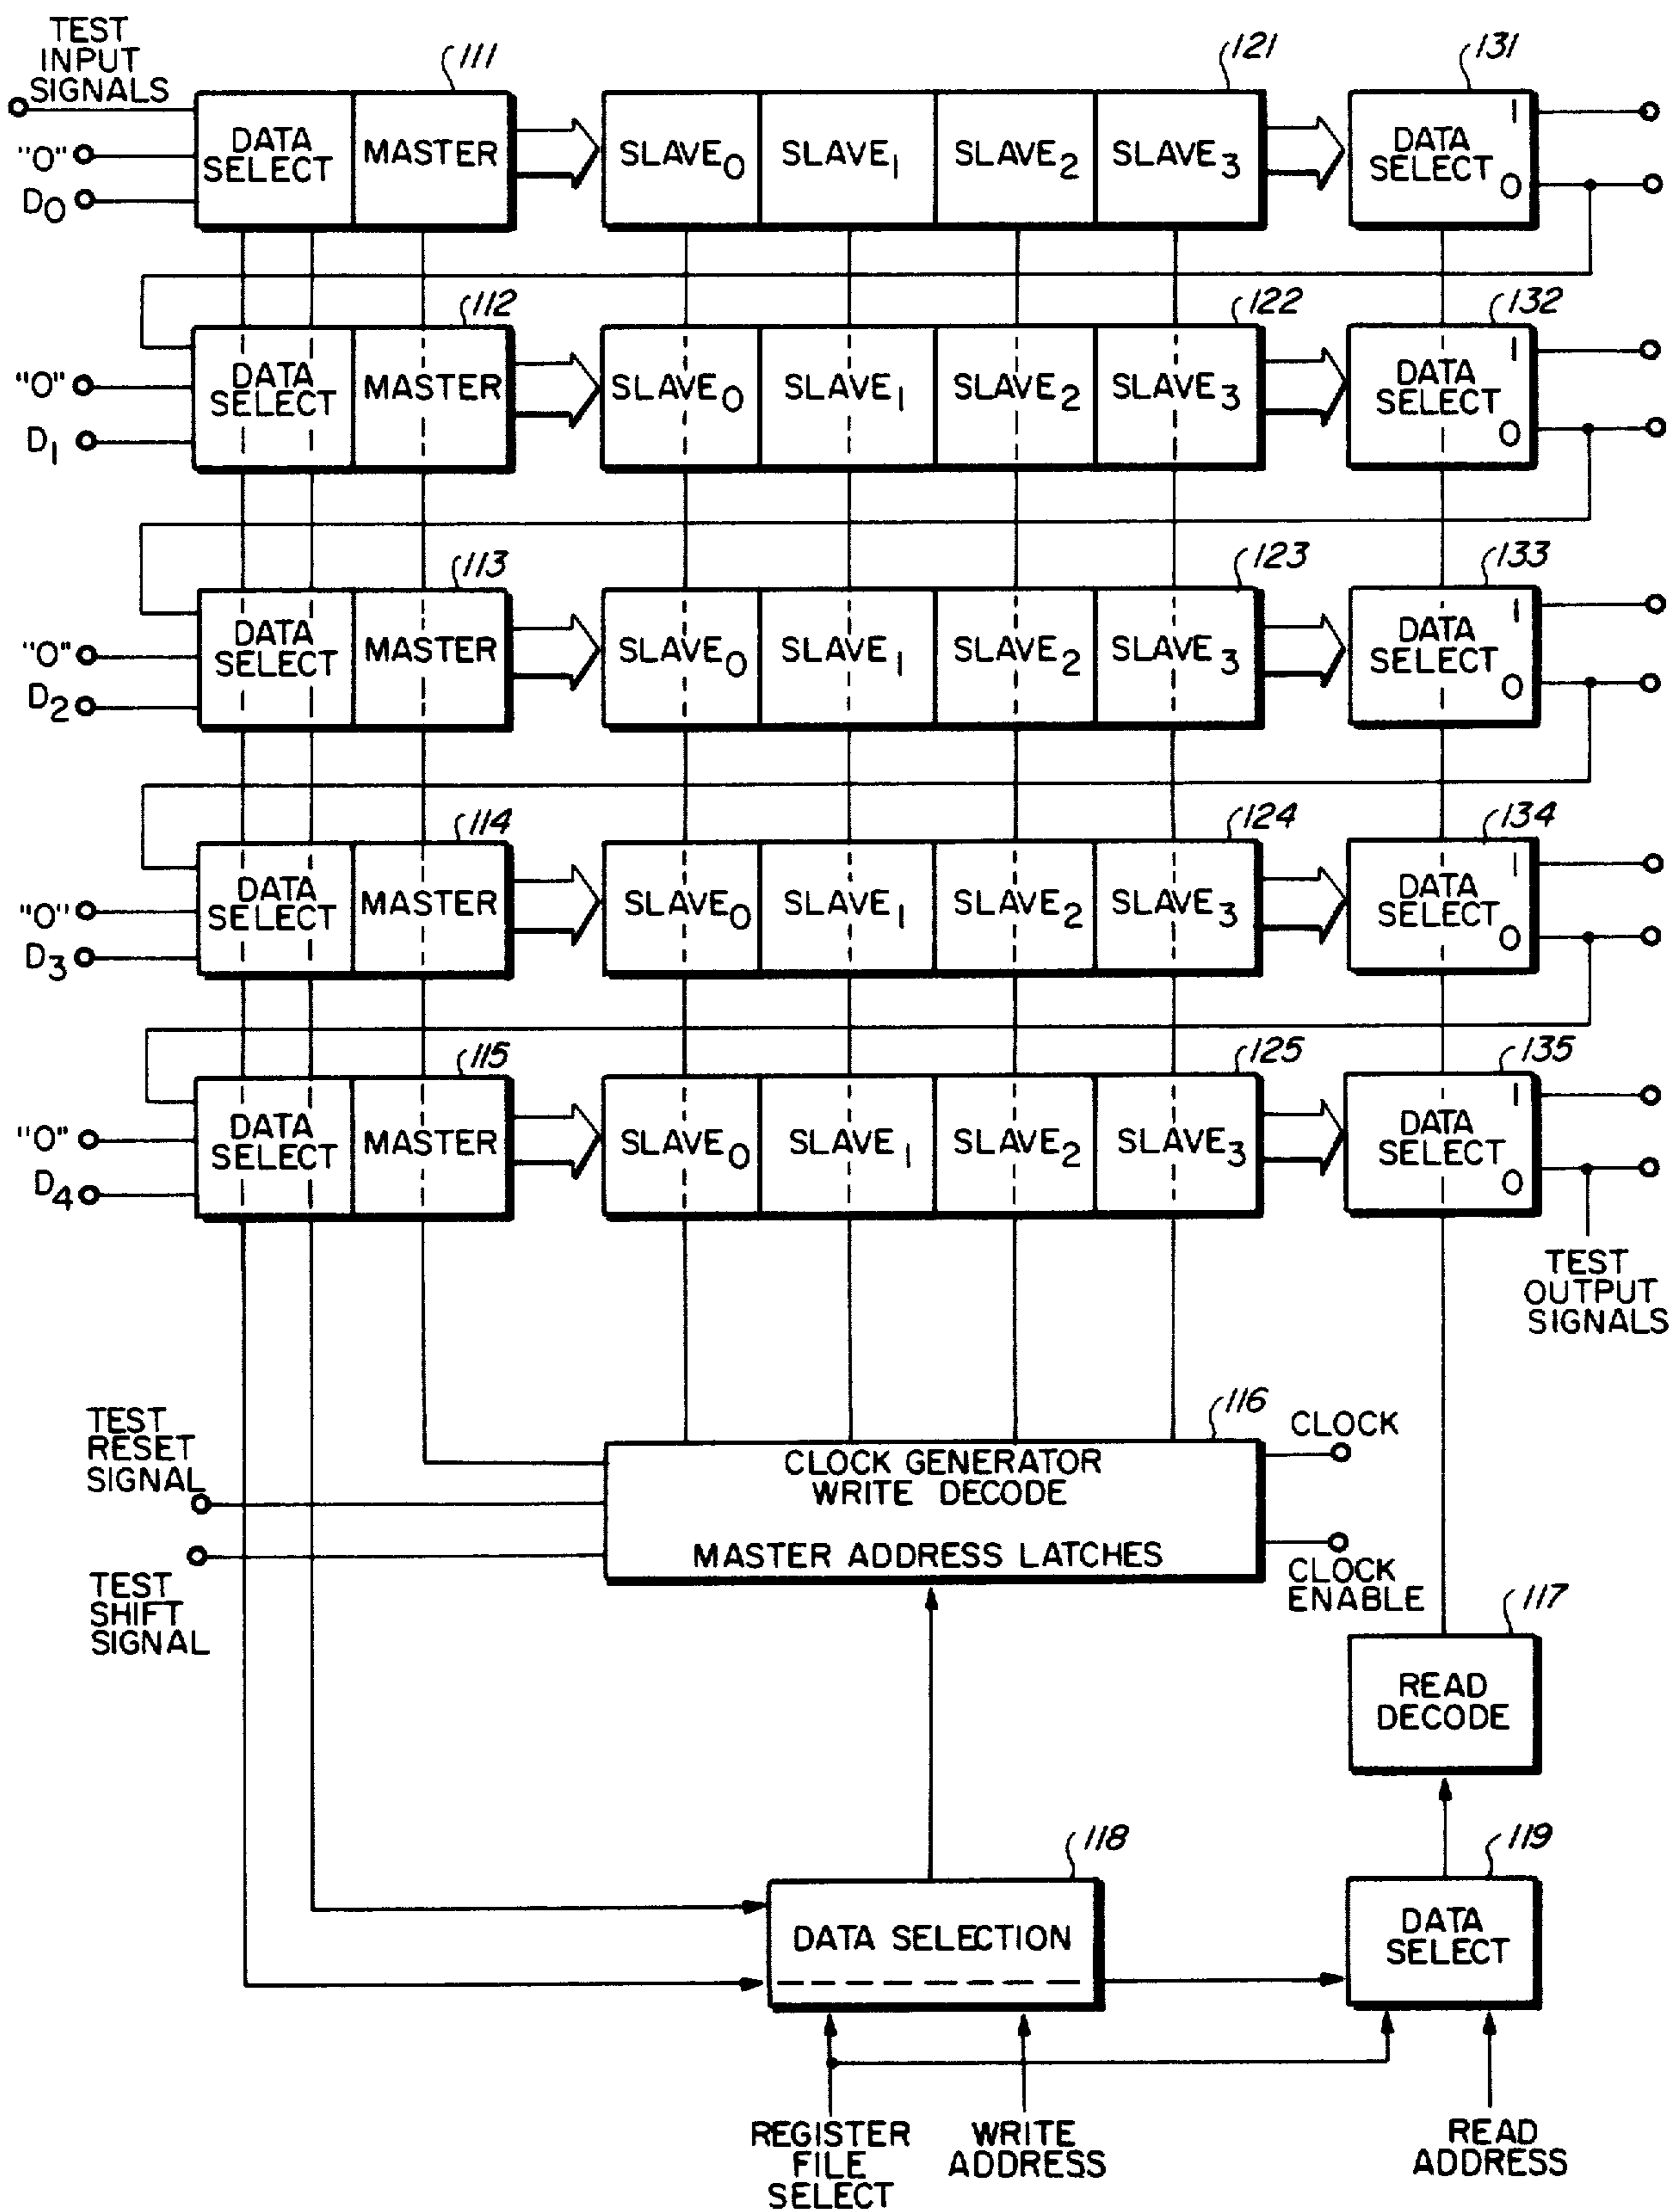 TEST
INPUT
SIGNALS
111
121
131
"0"
D0
DATA
SELECT
MASTER
SLAVE0
SLAVE1
SLAVE2
SLAVE3
DATA
SELECT
1
0
112
122
132
"0"
D1
DATA
SELECT
MASTER
SLAVE0
SLAVE1
SLAVE2
SLAVE3
DATA
SELECT
1
0
113
123
133
"0"
D2
DATA
SELECT
MASTER
SLAVE0
SLAVE1
SLAVE2
SLAVE3
DATA
SELECT
1
0
114
124
134
"0"
D3
DATA
SELECT
MASTER
SLAVE0
SLAVE1
SLAVE2
SLAVE3
DATA
SELECT
1
0
115
125
135
"0"
D4
DATA
SELECT
MASTER
SLAVE0
SLAVE1
SLAVE2
SLAVE3
DATA
SELECT
1
0
TEST
OUTPUT
SIGNALS
TEST
RESET
SIGNAL
TEST
SHIFT
SIGNAL
116
CLOCK GENERATOR
WRITE DECODE
MASTER ADDRESS LATCHES
CLOCK
CLOCK
ENABLE
117
READ
DECODE
118
DATA SELECTION
119
DATA
SELECT
REGISTER
FILE
SELECT
WRITE
ADDRESS
READ
ADDRESS